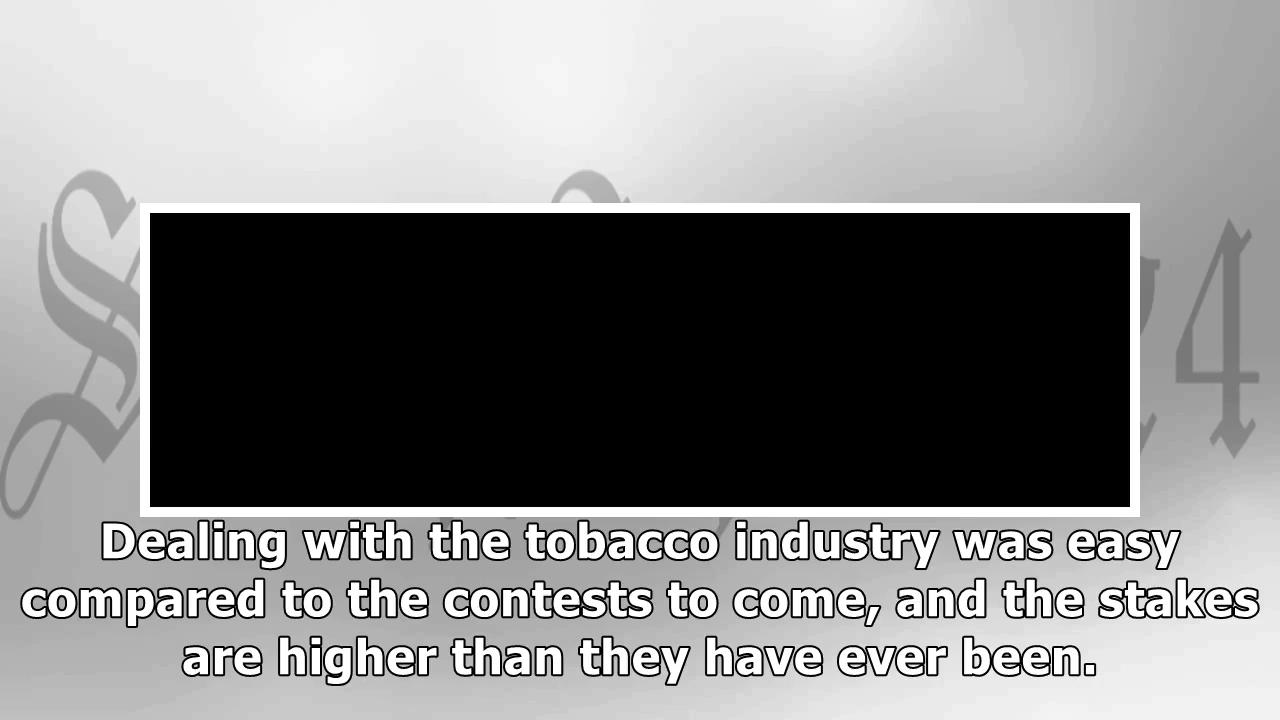 Dealing with the tobacco industry was easy
compared to the contests to come, and the stakes
are higher than they have ever been.